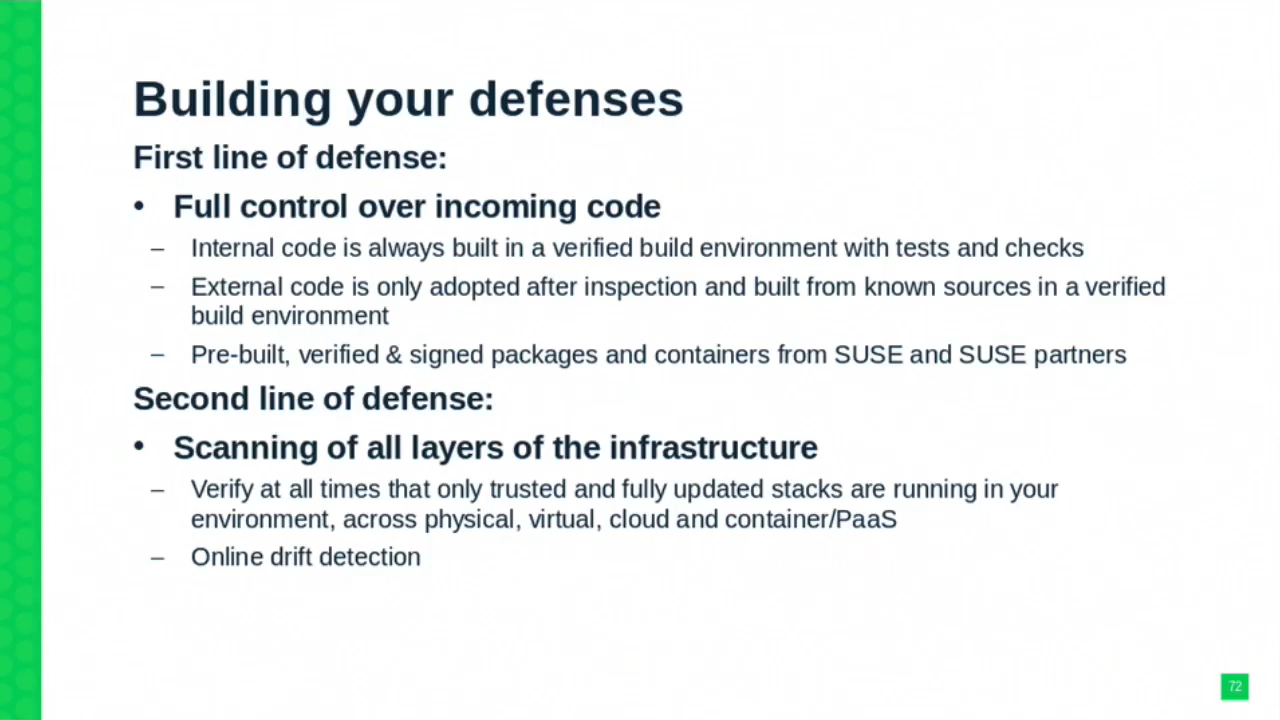 Building your defenses
First line of defense:
• Full control over incoming code
– Internal code is always built in a verified build environment with tests and checks
– External code is only adopted after inspection and built from known sources in a verified
build environment
– Pre-built, verified & signed packages and containers from SUSE and SUSE partners
Second line of defense:
• Scanning of all layers of the infrastructure
– Verify at all times that only trusted and fully updated stacks are running in your
environment, across physical, virtual, cloud and container/PaaS
– Online drift detection
72